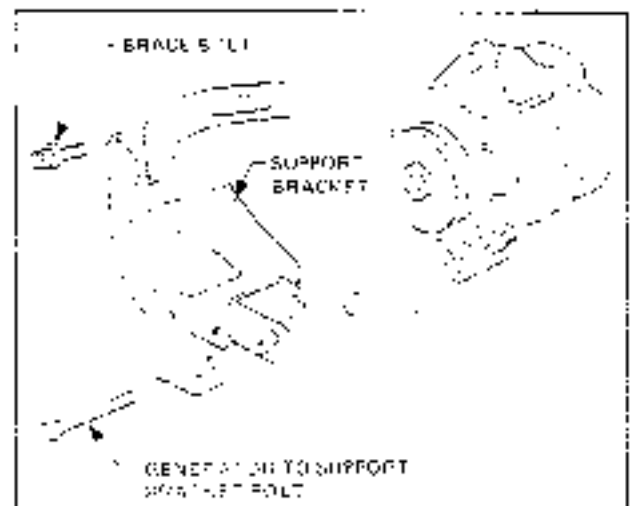 BRACE BOLT
SUPPORT
BRACKET
GENERATOR TO SUPPORT
BRACKET BOLT